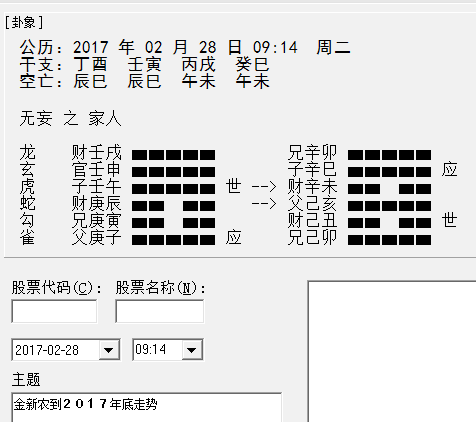 [卦象]
公历: 2017 年 02 月 28 日 09:14 周二
干支: 丁酉 壬寅 丙戌 癸巳
空亡: 辰巳 辰巳 午未 午未
无妄 之 家人
龙 财壬戌 兄辛卯
玄 官壬申 子辛巳 应
虎 子壬午 世 --> 财辛未
蛇 财庚辰 --> 父己亥
勾 兄庚寅 财己丑 世
雀 父庚子 应 兄己卯
股票代码(C): 股票名称(N):
2017-02-28 09:14
主题
金新农到２０１７年底走势